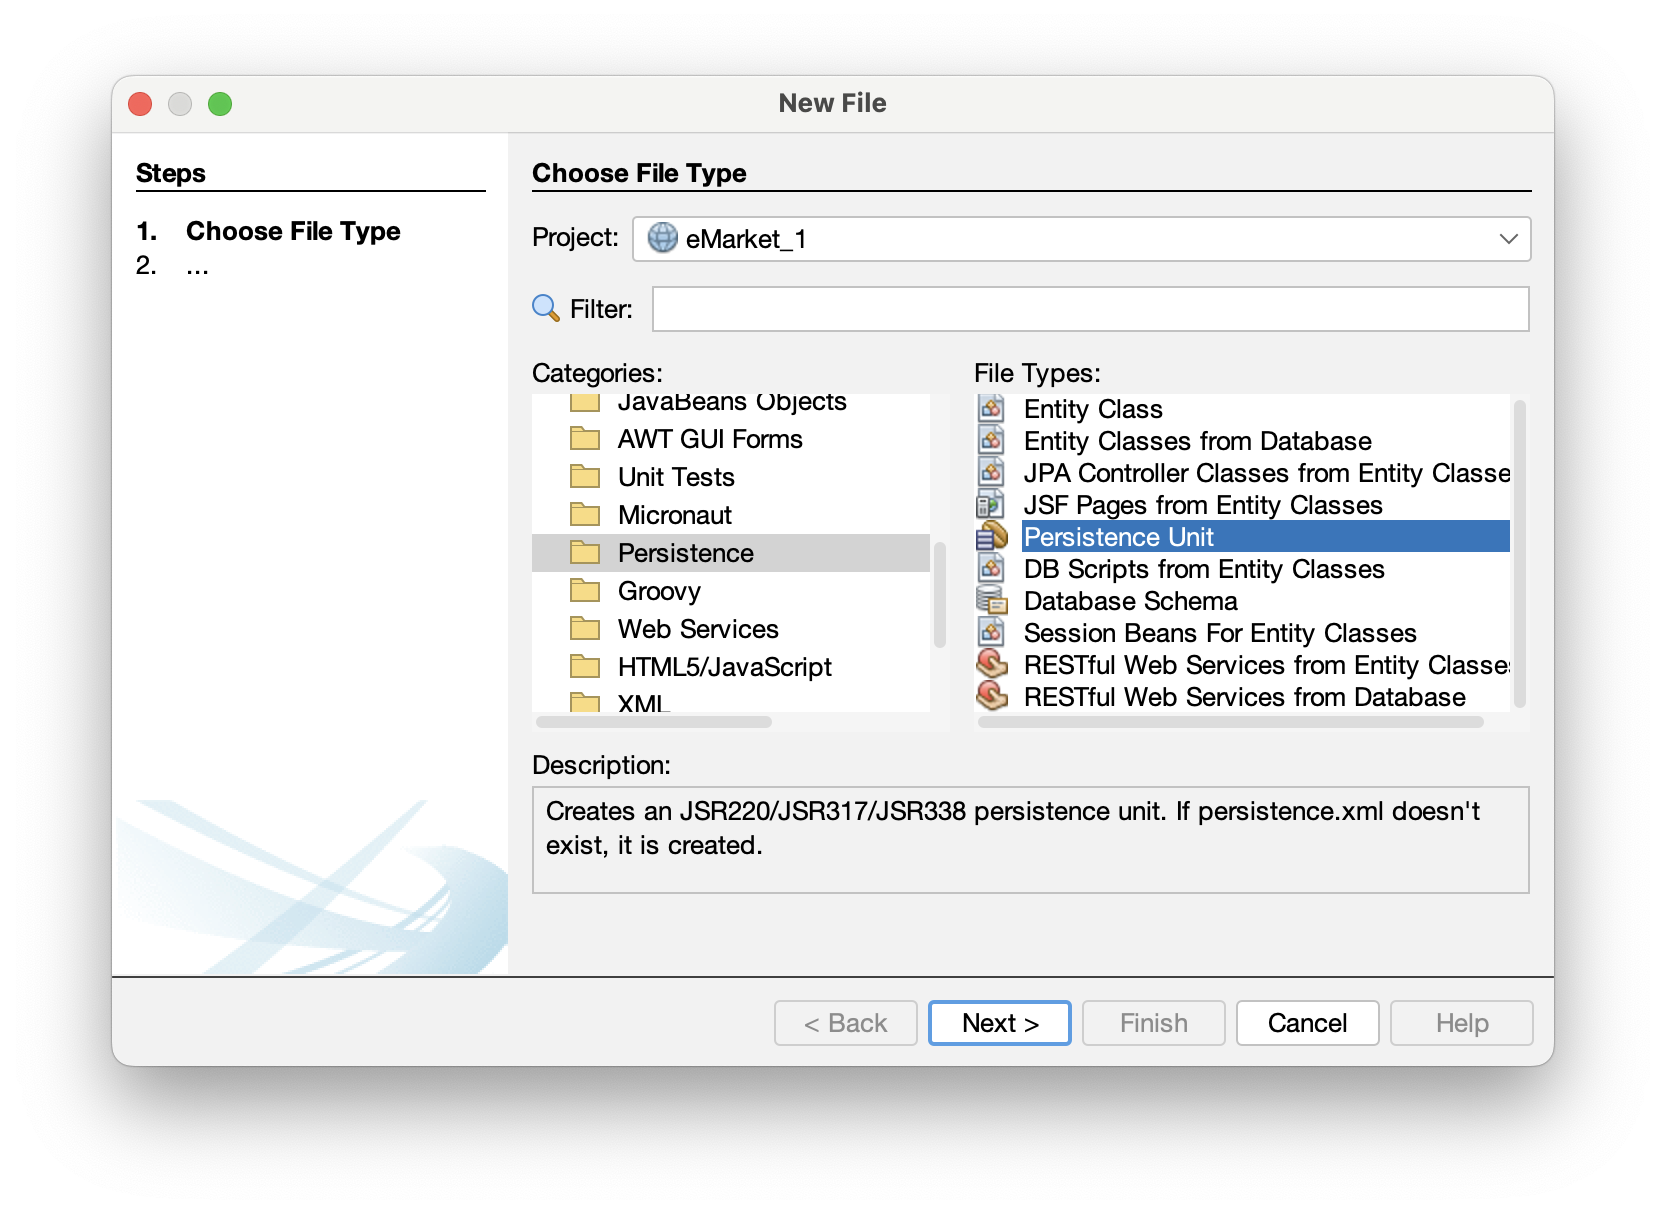 New File
Steps
1. Choose File Type
2. ...
Choose File Type
Project: eMarket_1
Filter:
Categories:
JavaBeans Objects
AWT GUI Forms
Unit Tests
Micronaut
Persistence
Groovy
Web Services
HTML5/JavaScript
XML
File Types:
Entity Class
Entity Classes from Database
JPA Controller Classes from Entity Classe
JSF Pages from Entity Classes
Persistence Unit
DB Scripts from Entity Classes
Database Schema
Session Beans For Entity Classes
RESTful Web Services from Entity Classes
RESTful Web Services from Database
Description:
Creates an JSR220/JSR317/JSR338 persistence unit. If persistence.xml doesn't
exist, it is created.
< Back
Next >
Finish
Cancel
Help